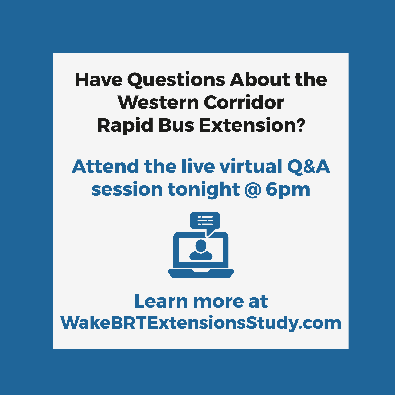 Have Questions About the
Western Corridor
Rapid Bus Extension?
Attend the live virtual Q&A
session tonight @ 6pm
Learn more at
WakeBRTExtensionsStudy.com